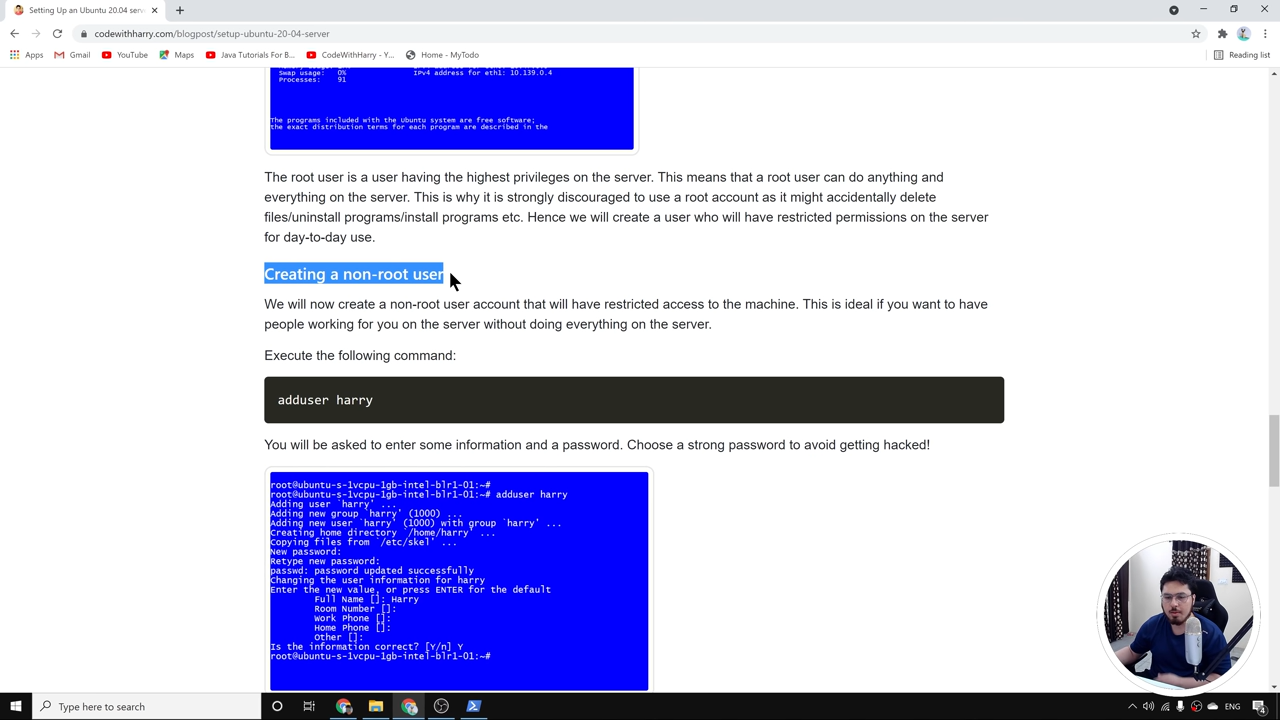 Setting Up an Ubuntu 20.04 serv
codewithharry.com/blogpost/setup-ubuntu-20-04-server
Apps
Gmail
YouTube
Maps
Java Tutorials For B...
CodeWithHarry - Y...
Home - MyTodo
Reading list
Swap usage: 0% IPv4 address for eth1: 10.139.0.4
Processes: 91
The programs included with the Ubuntu system are free software;
the exact distribution terms for each program are described in the
The root user is a user having the highest privileges on the server. This means that a root user can do anything and
everything on the server. This is why it is strongly discouraged to use a root account as it might accidentally delete
files/uninstall programs/install programs etc. Hence we will create a user who will have restricted permissions on the server
for day-to-day use.
Creating a non-root user
We will now create a non-root user account that will have restricted access to the machine. This is ideal if you want to have
people working for you on the server without doing everything on the server.
Execute the following command:
adduser harry
You will be asked to enter some information and a password. Choose a strong password to avoid getting hacked!
root@ubuntu-s-1vcpu-1gb-intel-blr1-01:~#
root@ubuntu-s-1vcpu-1gb-intel-blr1-01:~# adduser harry
Adding user `harry' ...
Adding new group `harry' (1000) ...
Adding new user `harry' (1000) with group `harry' ...
Creating home directory `/home/harry' ...
Copying files from `/etc/skel' ...
New password:
Retype new password:
passwd: password updated successfully
Changing the user information for harry
Enter the new value, or press ENTER for the default
Full Name []: Harry
Room Number []:
Work Phone []:
Home Phone []:
Other []:
Is the information correct? [Y/n] Y
root@ubuntu-s-1vcpu-1gb-intel-blr1-01:~#
Type here to search
ENG
4